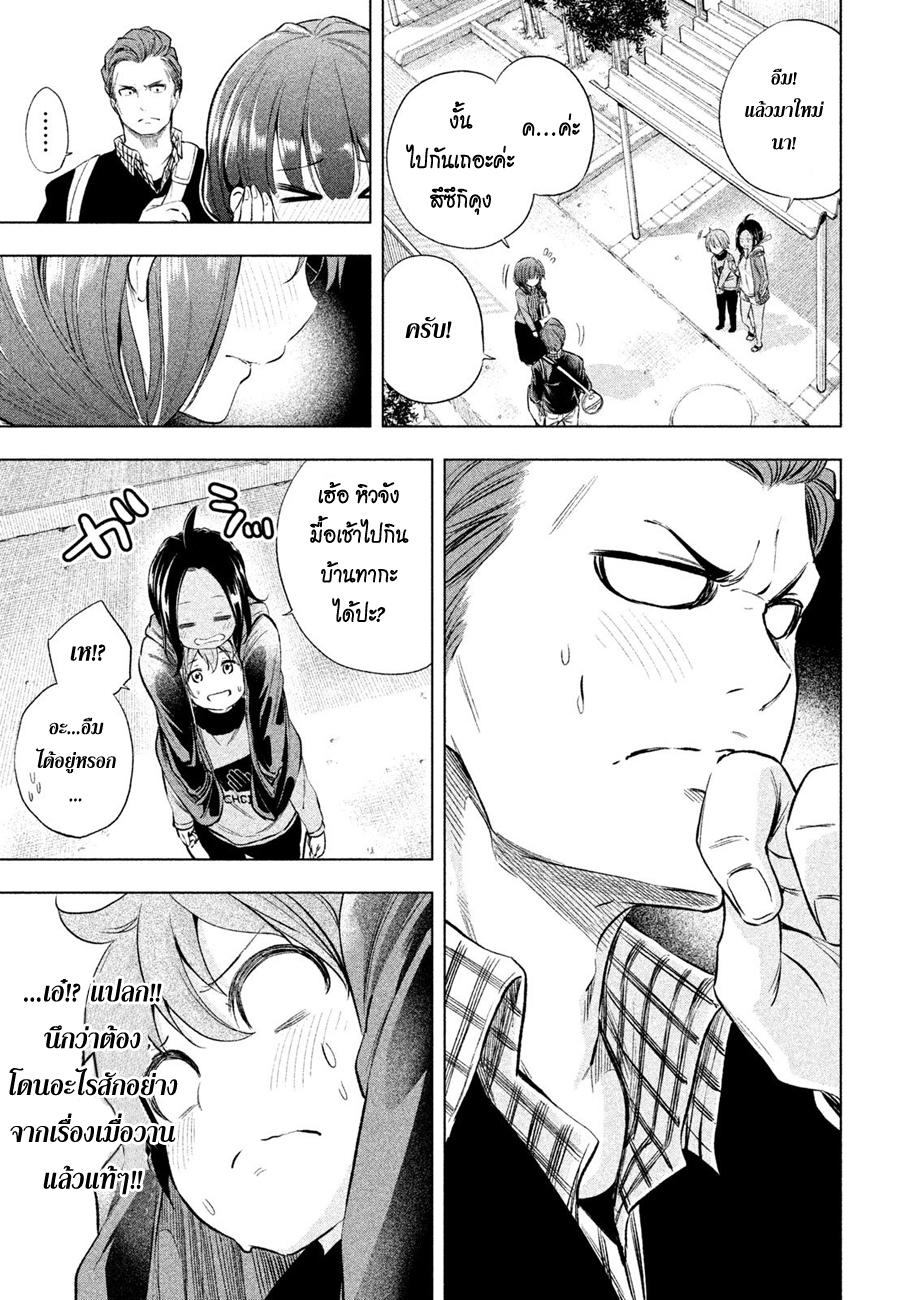 อืม!
แล้วมาใหม่
นา!
ค...ค่ะ
งั้น
ไปกันเถอะค่ะ
สึซึกิคุง
ครับ!
......
เฮ้อ หิวจัง
มื้อเช้าไปกิน
บ้านทากะ
ได้ปะ?
ガシッ
เห!?
อะ...อืม
ได้อยู่หรอก
...
CHCI
...เอ๋!? แปลก!!
นึกว่าต้อง
โดนอะไรสักอย่าง
จากเรื่องเมื่อวาน
แล้วแท้ๆ!!